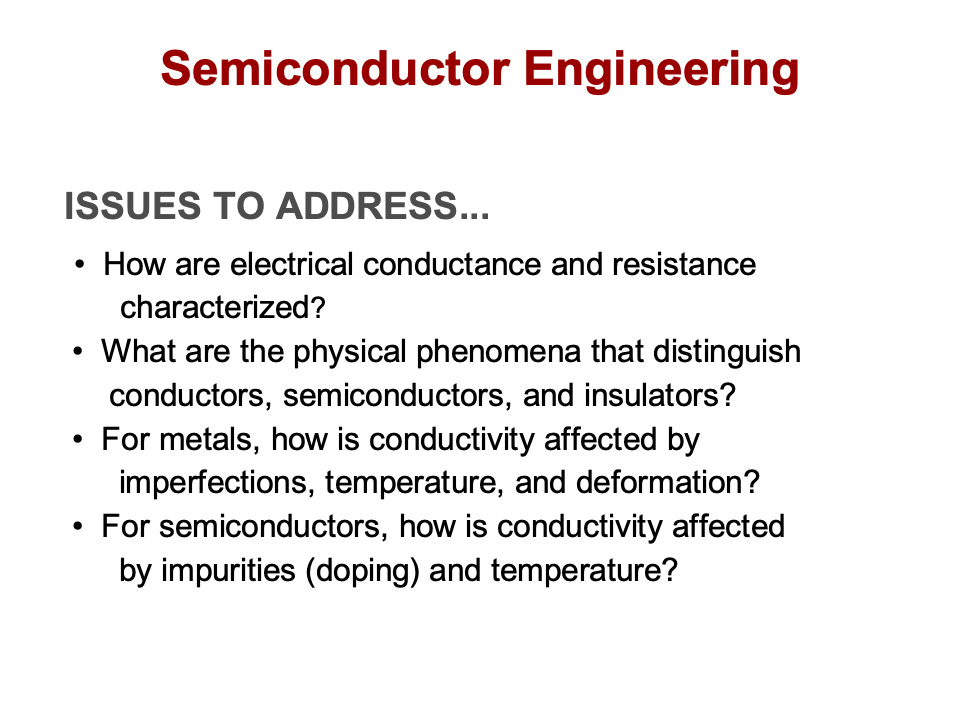 Semiconductor Engineering
ISSUES TO ADDRESS...
• How are electrical conductance and resistance
characterized?
• What are the physical phenomena that distinguish
conductors, semiconductors, and insulators?
• For metals, how is conductivity affected by
imperfections, temperature, and deformation?
• For semiconductors, how is conductivity affected
by impurities (doping) and temperature?